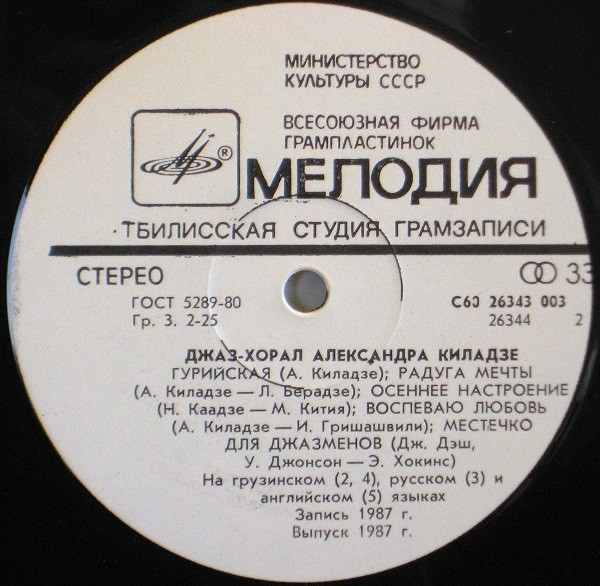 МИНИСТЕРСТВО
КУЛЬТУРЫ СССР
ВСЕСОЮЗНАЯ ФИРМА
ГРАМПЛАСТИНОК
®
МЕЛОДИЯ
ТБИЛИССКАЯ СТУДИЯ ГРАМЗАПИСИ
СТЕРЕО 33
ГОСТ 5289-80 С60 26343 003
Гр. 3. 2-25 26344 2
ДЖАЗ-ХОРАЛ АЛЕКСАНДРА КИЛАДЗЕ
ГУРИЙСКАЯ (А. Киладзе); РАДУГА МЕЧТЫ
(А. Киладзе — Л. Берадзе); ОСЕННЕЕ НАСТРОЕНИЕ
(Н. Каадзе — М. Кития); ВОСПЕВАЮ ЛЮБОВЬ
(А. Киладзе — И. Гришашвили); МЕСТЕЧКО
ДЛЯ ДЖАЗМЕНОВ (Дж. Дэш,
У. Джонсон — Э. Хокинс)
На грузинском (2, 4), русском (3) и
английском (5) языках
Запись 1987 г.
Выпуск 1987 г.